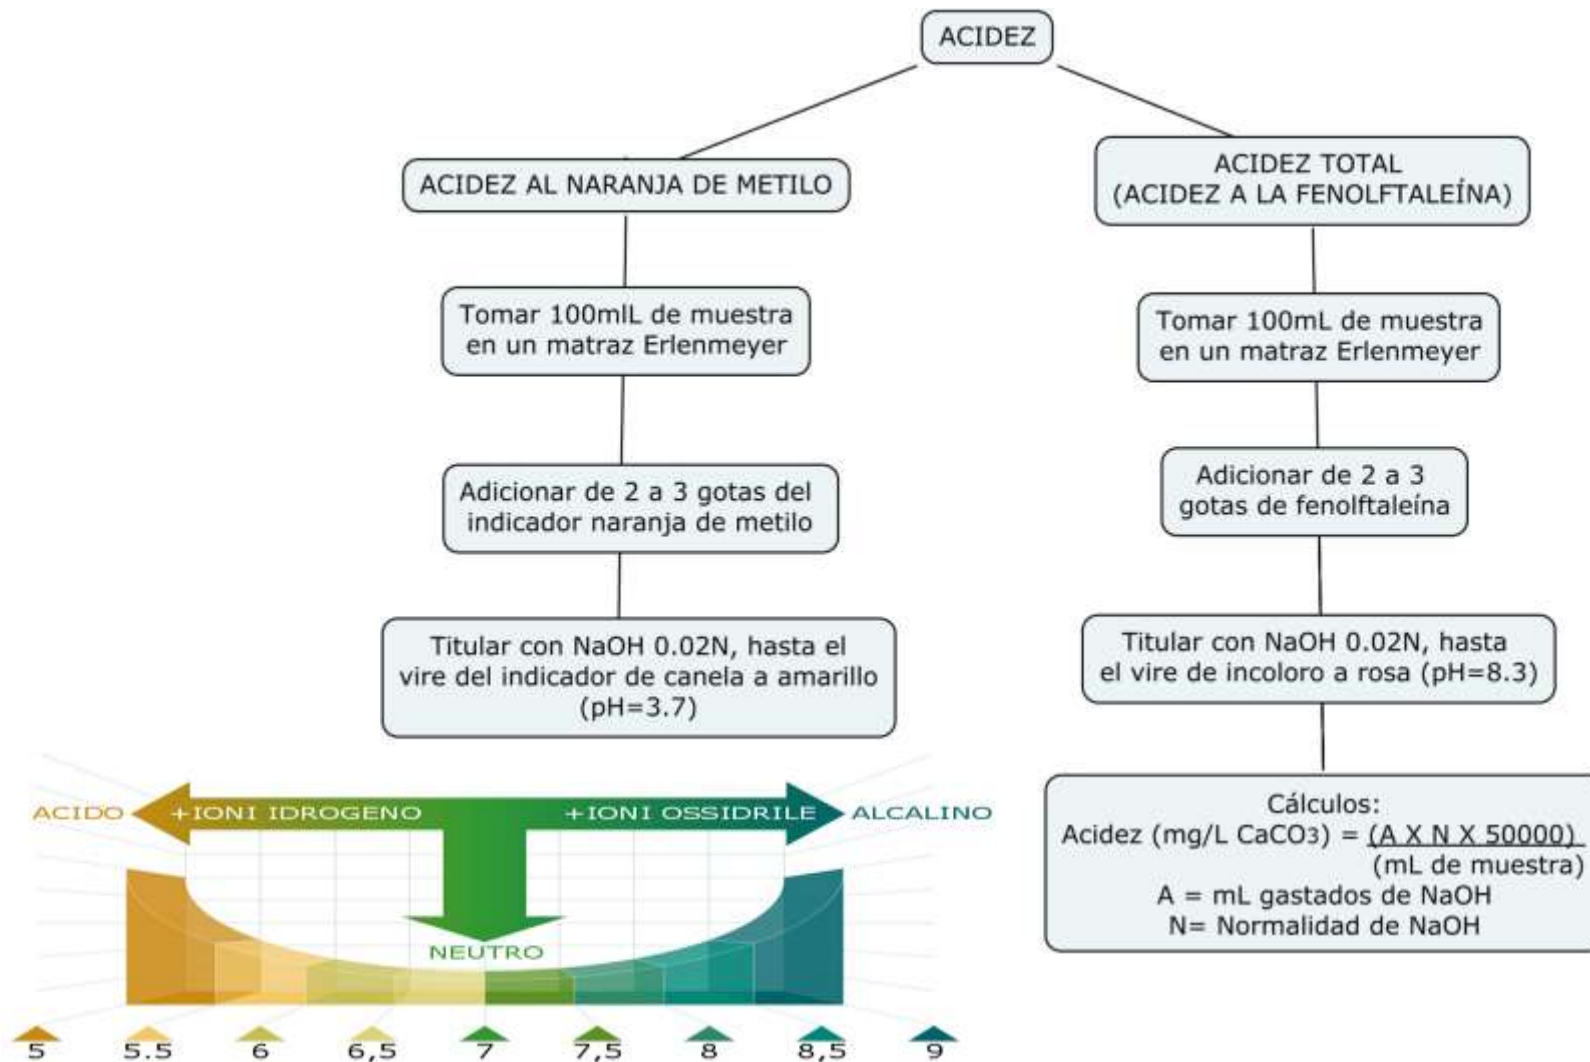 ACIDEZ
ACIDEZ AL NARANJA DE METILO
Tomar 100mlL de muestra
en un matraz Erlenmeyer
Adicionar de 2 a 3 gotas del
indicador naranja de metilo
Titular con NaOH 0.02N, hasta el
vire del indicador de canela a amarillo
(pH=3.7)
ACIDEZ TOTAL
(ACIDEZ A LA FENOLFTALEÍNA)
Tomar 100mL de muestra
en un matraz Erlenmeyer
Adicionar de 2 a 3
gotas de fenolftaleína
Titular con NaOH 0.02N, hasta
el vire de incoloro a rosa (pH=8.3)
Cálculos:
Acidez (mg/L CaCO3) = (A X N X 50000)
(mL de muestra)
A = mL gastados de NaOH
N= Normalidad de NaOH
ACIDO +IONI IDROGENO +IONI OSSIDRILE ALCALINO
NEUTRO
5 5.5 6 6,5 7 7,5 8 8,5 9